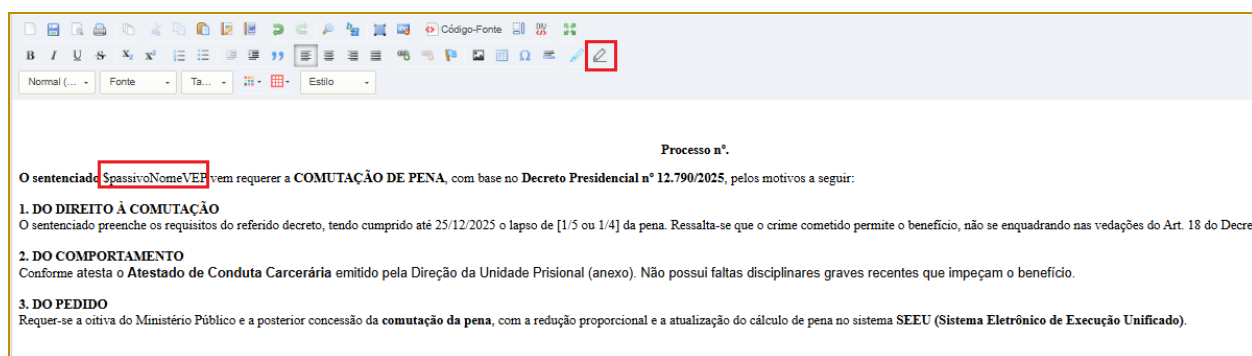 Código-Fonte
B I U S X₂ x²
Normal (... Fonte Ta... Estilo
Processo nº.
O sentenciado $passivoNomeVEP vem requerer a COMUTAÇÃO DE PENA, com base no Decreto Presidencial nº 12.790/2025, pelos motivos a seguir:
1. DO DIREITO À COMUTAÇÃO
O sentenciado preenche os requisitos do referido decreto, tendo cumprido até 25/12/2025 o lapso de [1/5 ou 1/4] da pena. Ressalta-se que o crime cometido permite o benefício, não se enquadrando nas vedações do Art. 18 do Decre
2. DO COMPORTAMENTO
Conforme atesta o Atestado de Conduta Carcerária emitido pela Direção da Unidade Prisional (anexo). Não possui faltas disciplinares graves recentes que impeçam o benefício.
3. DO PEDIDO
Requer-se a oitiva do Ministério Público e a posterior concessão da comutação da pena, com a redução proporcional e a atualização do cálculo de pena no sistema SEEU (Sistema Eletrônico de Execução Unificado).